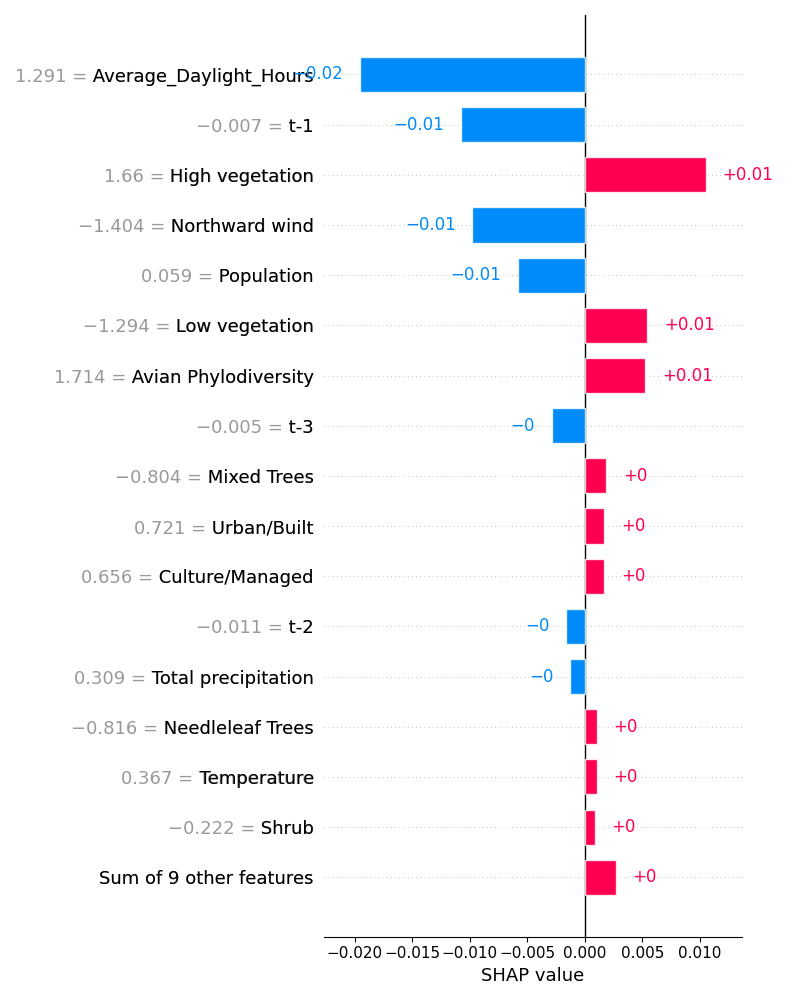 1.291 = Average_Daylight_Hours −0.02
−0.007 = t-1 −0.01
1.66 = High vegetation +0.01
−1.404 = Northward wind −0.01
0.059 = Population −0.01
−1.294 = Low vegetation +0.01
1.714 = Avian Phylodiversity +0.01
−0.005 = t-3 −0
−0.804 = Mixed Trees +0
0.721 = Urban/Built +0
0.656 = Culture/Managed +0
−0.011 = t-2 −0
0.309 = Total precipitation −0
−0.816 = Needleleaf Trees +0
0.367 = Temperature +0
−0.222 = Shrub +0
Sum of 9 other features +0
−0.020 −0.015 −0.010 −0.005 0.000 0.005 0.010
SHAP value